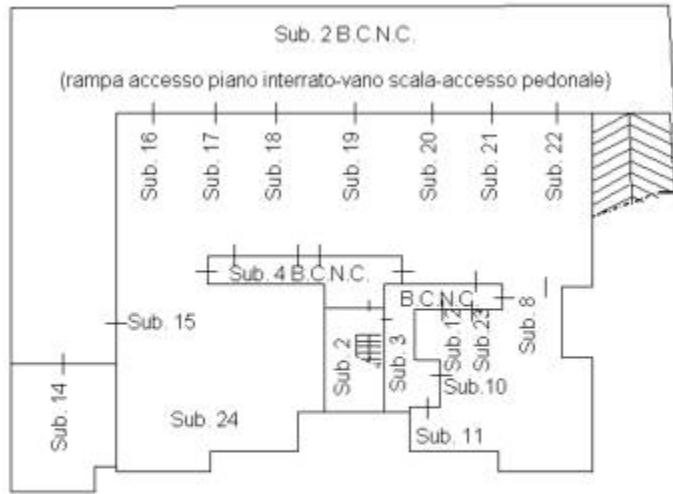 Sub. 2 B.C.N.C.
(rampa accesso piano interrato-vano scala-accesso pedonale)
Sub. 16
Sub. 17
Sub. 18
Sub. 19
Sub. 20
Sub. 21
Sub. 22
Sub. 4 B.C.N.C.
B.C.N.C.
Sub. 8
Sub. 15
Sub. 2
Sub. 3
Sub. 12
Sub. 23
Sub. 14
Sub. 10
Sub. 24
Sub. 11